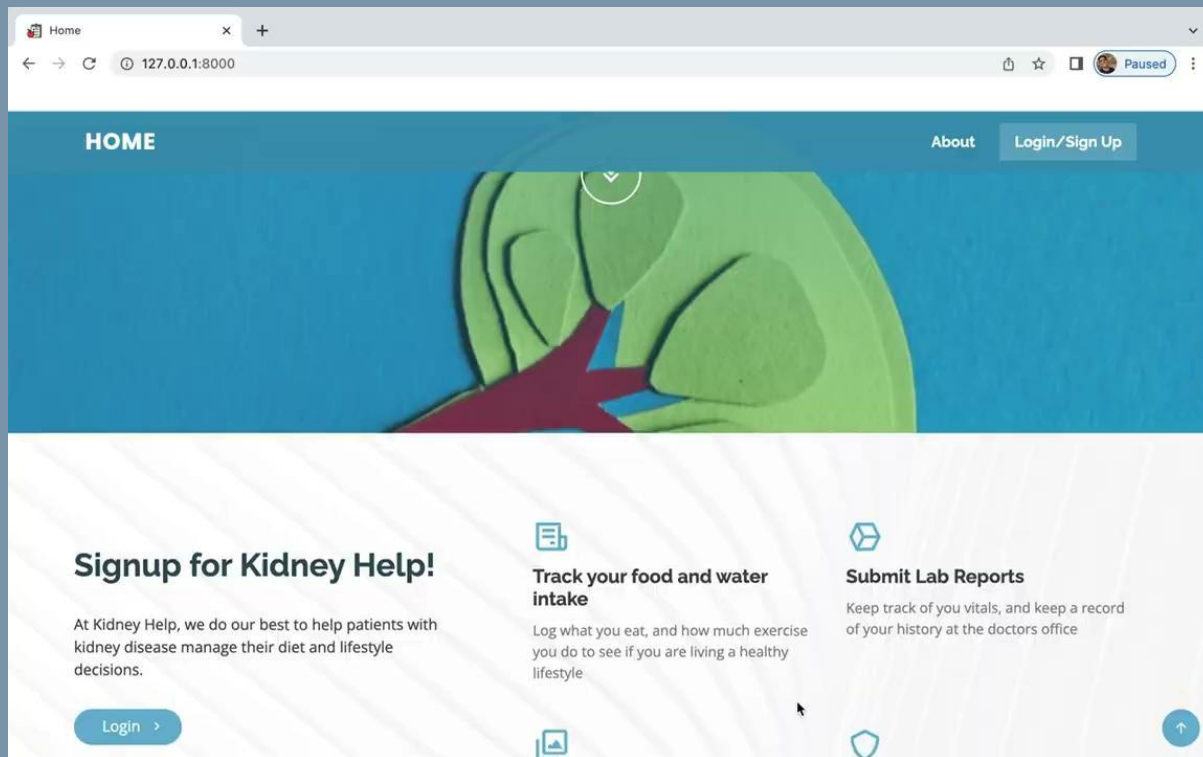 Home
127.0.0.1:8000
Paused
HOME
About
Login/Sign Up
Signup for Kidney Help!
At Kidney Help, we do our best to help patients with
kidney disease manage their diet and lifestyle
decisions.
Login
Track your food and water
intake
Log what you eat, and how much exercise
you do to see if you are living a healthy
lifestyle
Submit Lab Reports
Keep track of you vitals, and keep a record
of your history at the doctors office